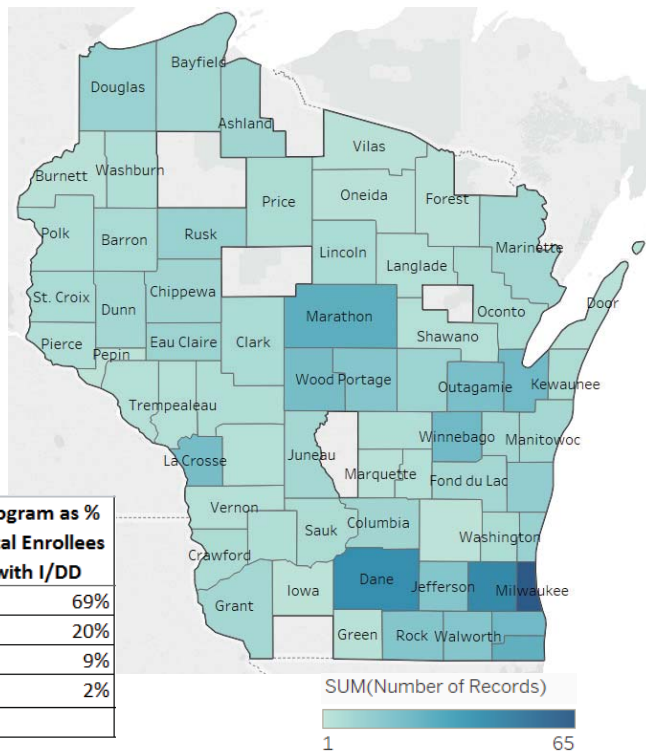 Bayfield
Douglas
Ashland
Vilas
Burnett
Washburn
Oneida
Forest
Price
Polk
Rusk
Barron
Marinette
Lincoln
Langlade
Chippewa
St. Croix
Dunn
Oconto
Door
Marathon
Shawano
Pierce
Eau Claire
Clark
Pepin
Wood
Portage
Outagamie
Kewaunee
Trempealeau
Winnebago
Manitowoc
La Crosse
Juneau
Marquette
Fond du Lac
Vernon
Sauk
Columbia
Washington
Crawford
Dane
Jefferson
Milwaukee
Iowa
Grant
Green
Rock
Walworth
ogram as %
al Enrollees
with I/DD
69%
20%
9%
2%
SUM(Number of Records)
1
65